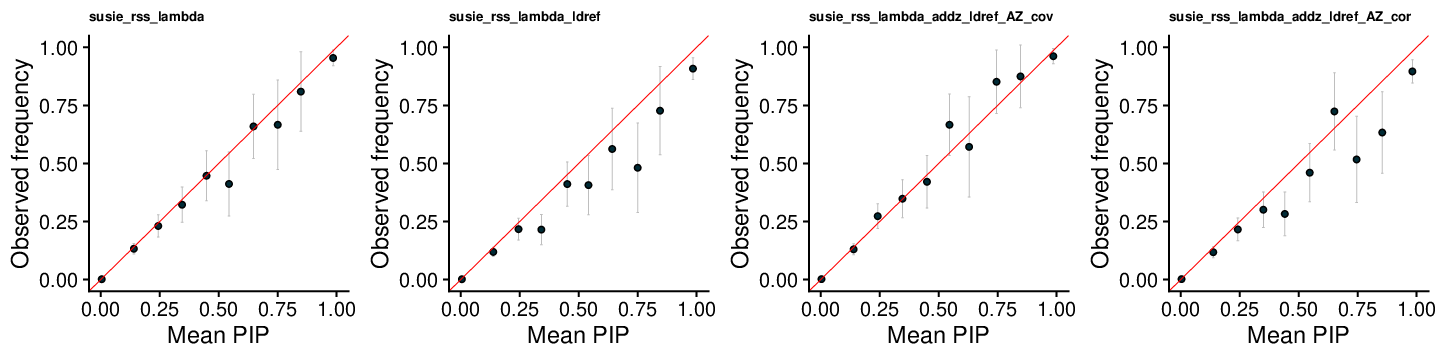 susie_rss_lambda
1.00
0.75
0.50
0.25
0.00
Observed frequency
0.00 0.25 0.50 0.75 1.00
Mean PIP
susie_rss_lambda_ldref
1.00
0.75
0.50
0.25
0.00
Observed frequency
0.00 0.25 0.50 0.75 1.00
Mean PIP
susie_rss_lambda_addz_ldref_AZ_cov
1.00
0.75
0.50
0.25
0.00
Observed frequency
0.00 0.25 0.50 0.75 1.00
Mean PIP
susie_rss_lambda_addz_ldref_AZ_cor
1.00
0.75
0.50
0.25
0.00
Observed frequency
0.00 0.25 0.50 0.75 1.00
Mean PIP